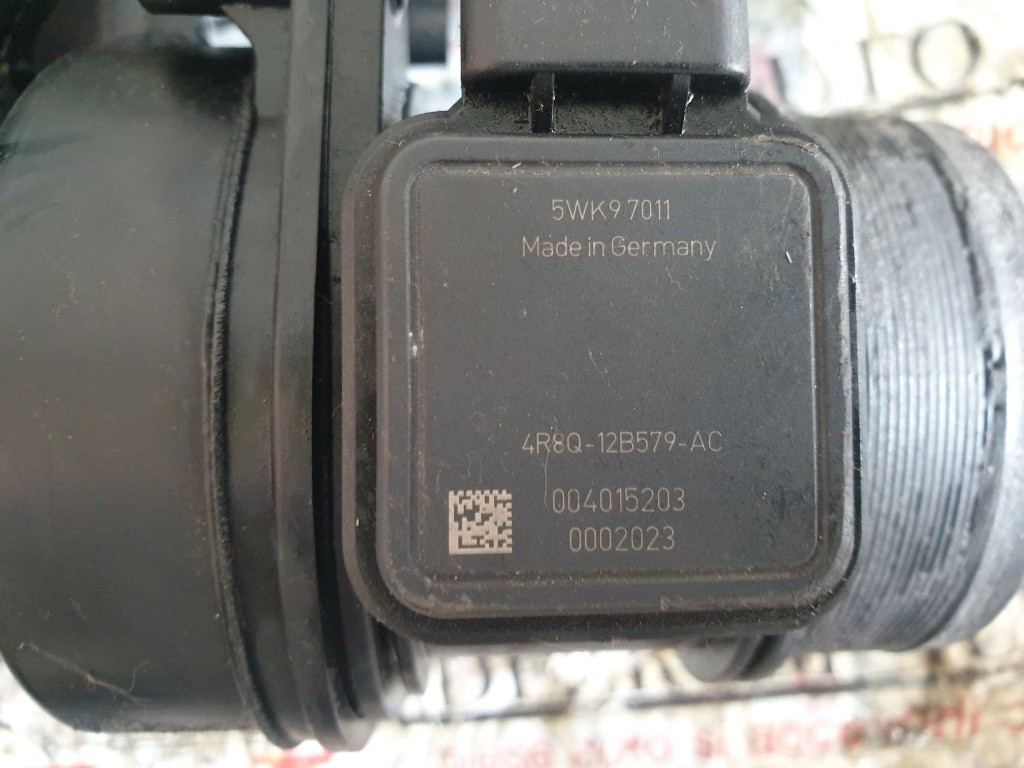 5WK9 7011
Made in Germany
4R8Q-12B579-AC
004015203
0002023